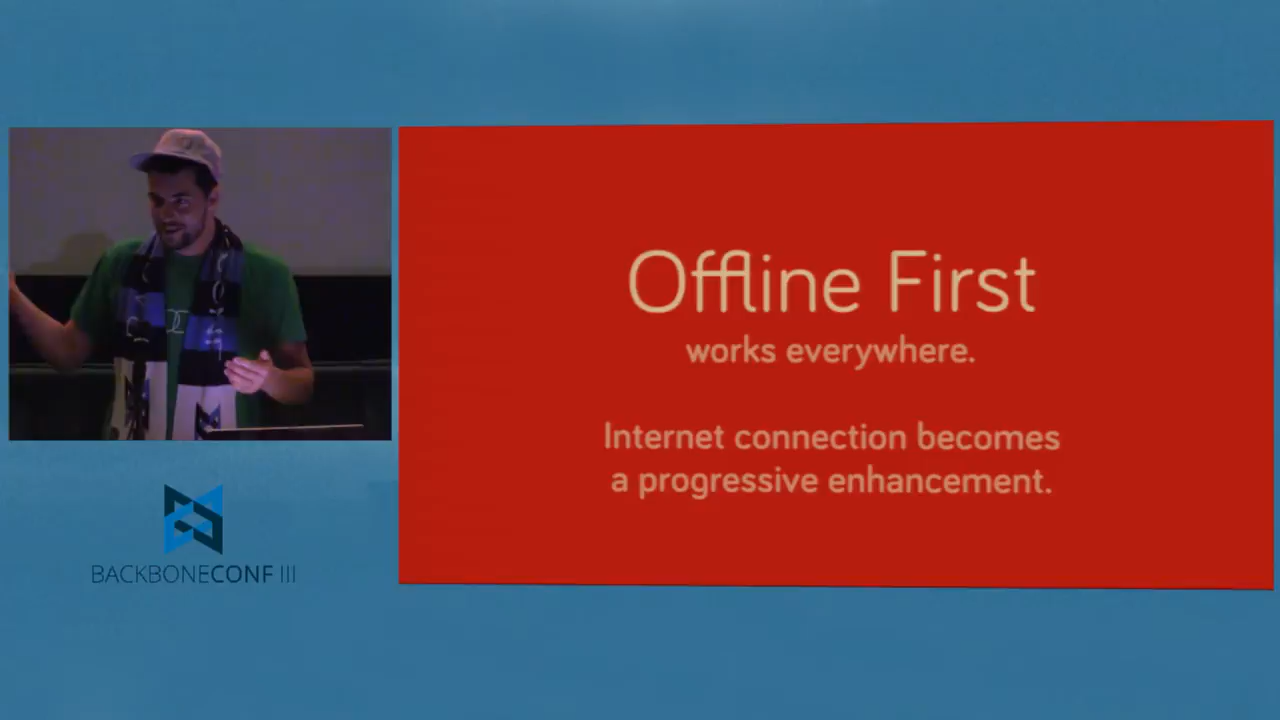 Offline First
works everywhere.
Internet connection becomes
a progressive enhancement.
BACKBONECONF III